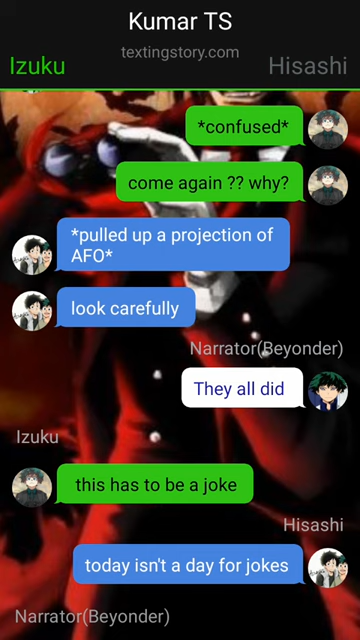 Kumar TS
textingstory.com
Izuku
Hisashi
*confused*
come again ?? why?
*pulled up a projection of
AFO*
look carefully
Narrator(Beyonder)
They all did
Izuku
this has to be a joke
Hisashi
today isn't a day for jokes
Narrator(Beyonder)